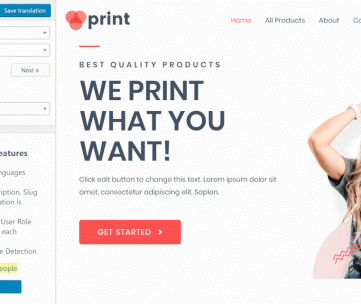 Save translation
Next »
eatures
nguages
ription, Slug
ation is
User Role
each
e Detection
eople
print
Home All Products About Co
BEST QUALITY PRODUCTS
WE PRINT
WHAT YOU
WANT!
Click edit button to change this text. Lorem ipsum dolor sit
amet, consectetur adipiscing elit. Sapien.
GET STARTED >